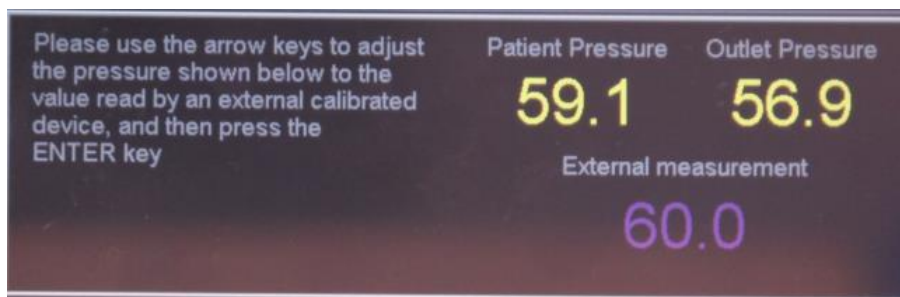 Please use the arrow keys to adjust
the pressure shown below to the
value read by an external calibrated
device, and then press the
ENTER key
Patient Pressure
59.1
Outlet Pressure
56.9
External measurement
60.0